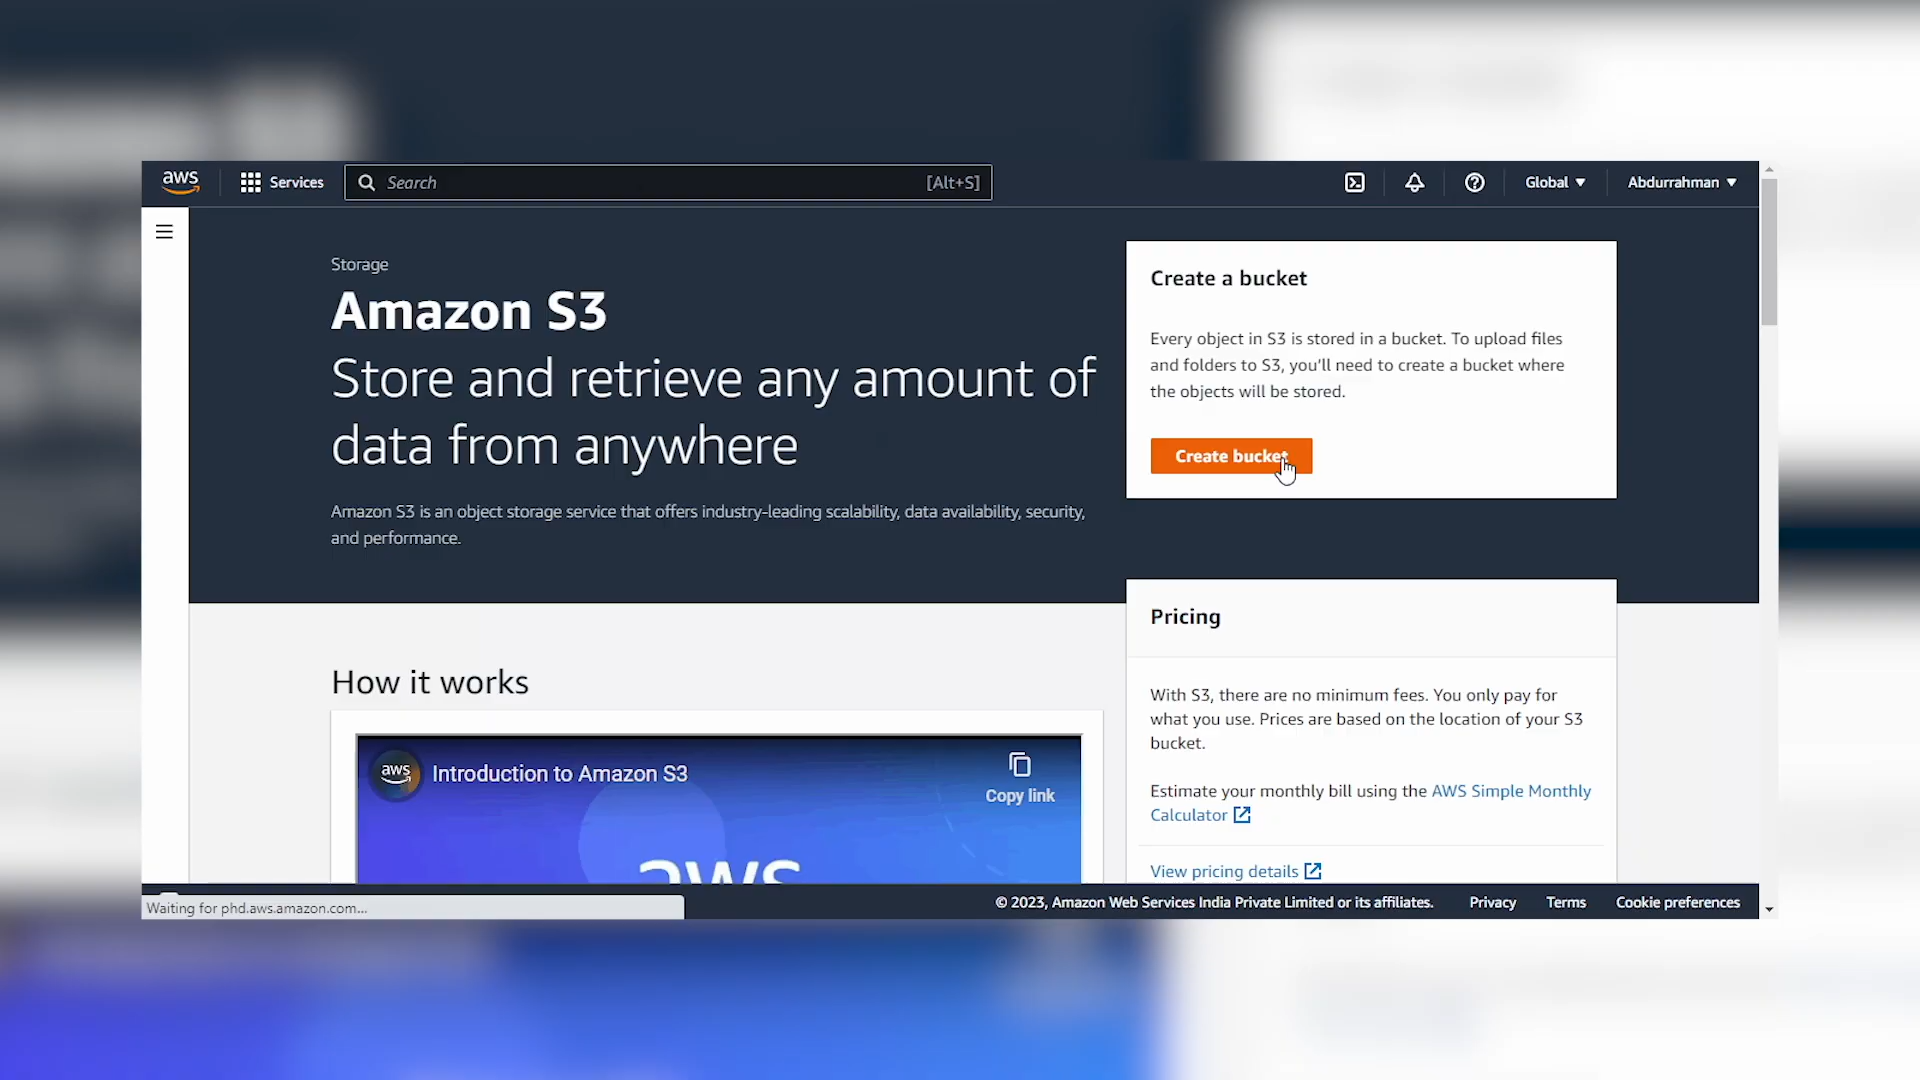 aws
Services
Search
[Alt+S]
Global
Abdurrahman
Storage
Amazon S3
Store and retrieve any amount of
data from anywhere
Amazon S3 is an object storage service that offers industry-leading scalability, data availability, security,
and performance.
Create a bucket
Every object in S3 is stored in a bucket. To upload files
and folders to S3, you'll need to create a bucket where
the objects will be stored.
Create bucket
How it works
aws
Introduction to Amazon S3
Copy link
aws
Pricing
With S3, there are no minimum fees. You only pay for
what you use. Prices are based on the location of your S3
bucket.
Estimate your monthly bill using the AWS Simple Monthly
Calculator
View pricing details
Waiting for phd.aws.amazon.com...
© 2023, Amazon Web Services India Private Limited or its affiliates.
Privacy
Terms
Cookie preferences